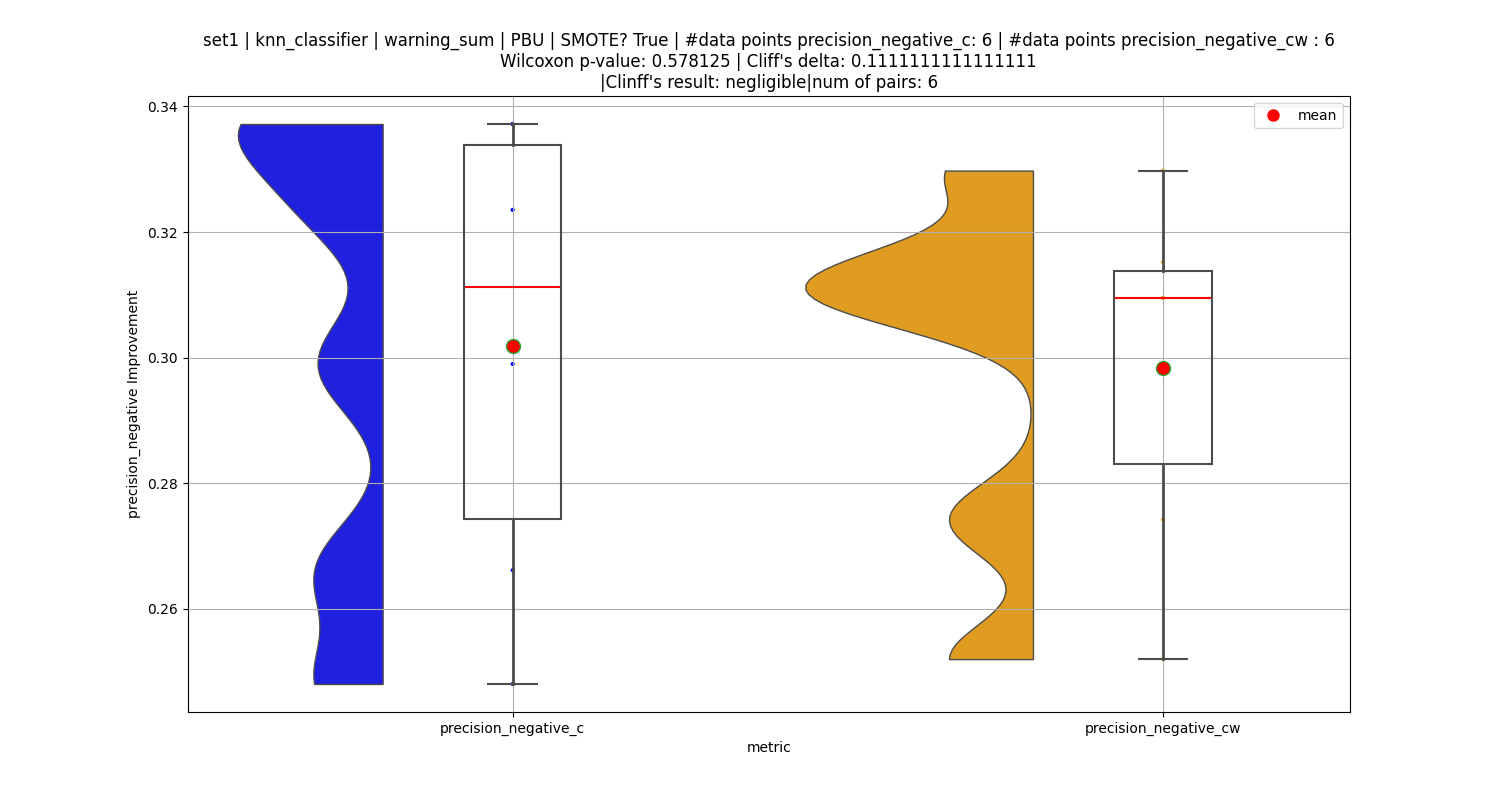 set1 | knn_classifier | warning_sum | PBU | SMOTE? True | #data points precision_negative_c: 6 | #data points precision_negative_cw : 6
Wilcoxon p-value: 0.578125 | Cliff's delta: 0.1111111111111111
|Clinff's result: negligible|num of pairs: 6
mean
0.34
0.32
0.30
0.28
0.26
precision_negative Improvement
precision_negative_c
precision_negative_cw
metric